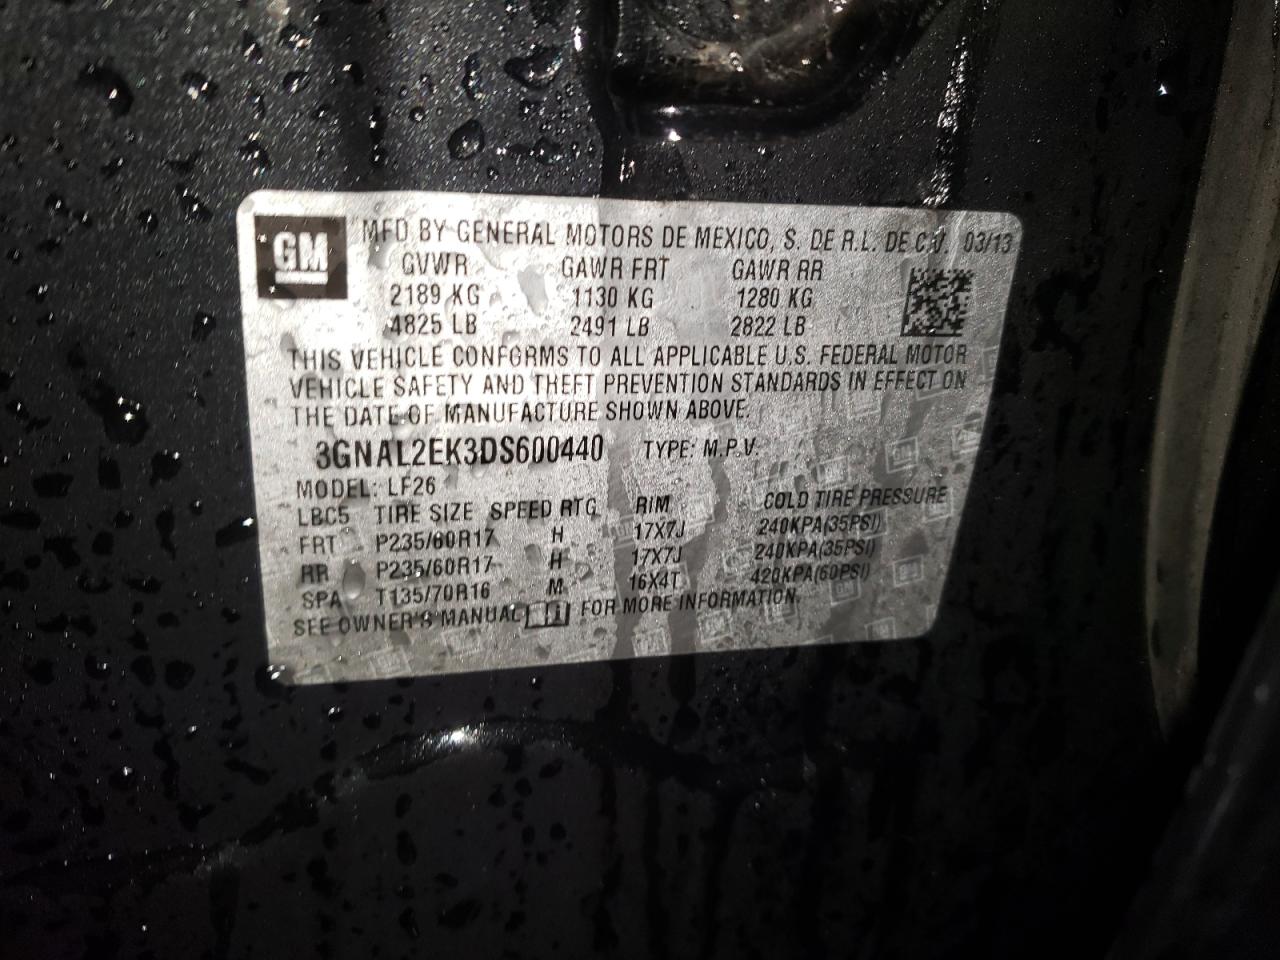 GM
MFD BY GENERAL MOTORS DE MEXICO, S. DE R.L. DE C.V. 03/13
GVWR GAWR FRT GAWR RR
2189 KG 1130 KG 1280 KG
4825 LB 2491 LB 2822 LB
THIS VEHICLE CONFORMS TO ALL APPLICABLE U.S. FEDERAL MOTOR
VEHICLE SAFETY AND THEFT PREVENTION STANDARDS IN EFFECT ON
THE DATE OF MANUFACTURE SHOWN ABOVE.
3GNAL2EK3DS600440 TYPE: M.P.V.
MODEL: LF26
LBC5 TIRE SIZE SPEED RTG RIM COLD TIRE PRESSURE
FRT P235/60R17 H 17X7J 240KPA(35PSI)
RR P235/60R17 H 17X7J 240KPA(35PSI)
SPA T135/70R16 M 16X4T 420KPA(60PSI)
SEE OWNER'S MANUAL FOR MORE INFORMATION.